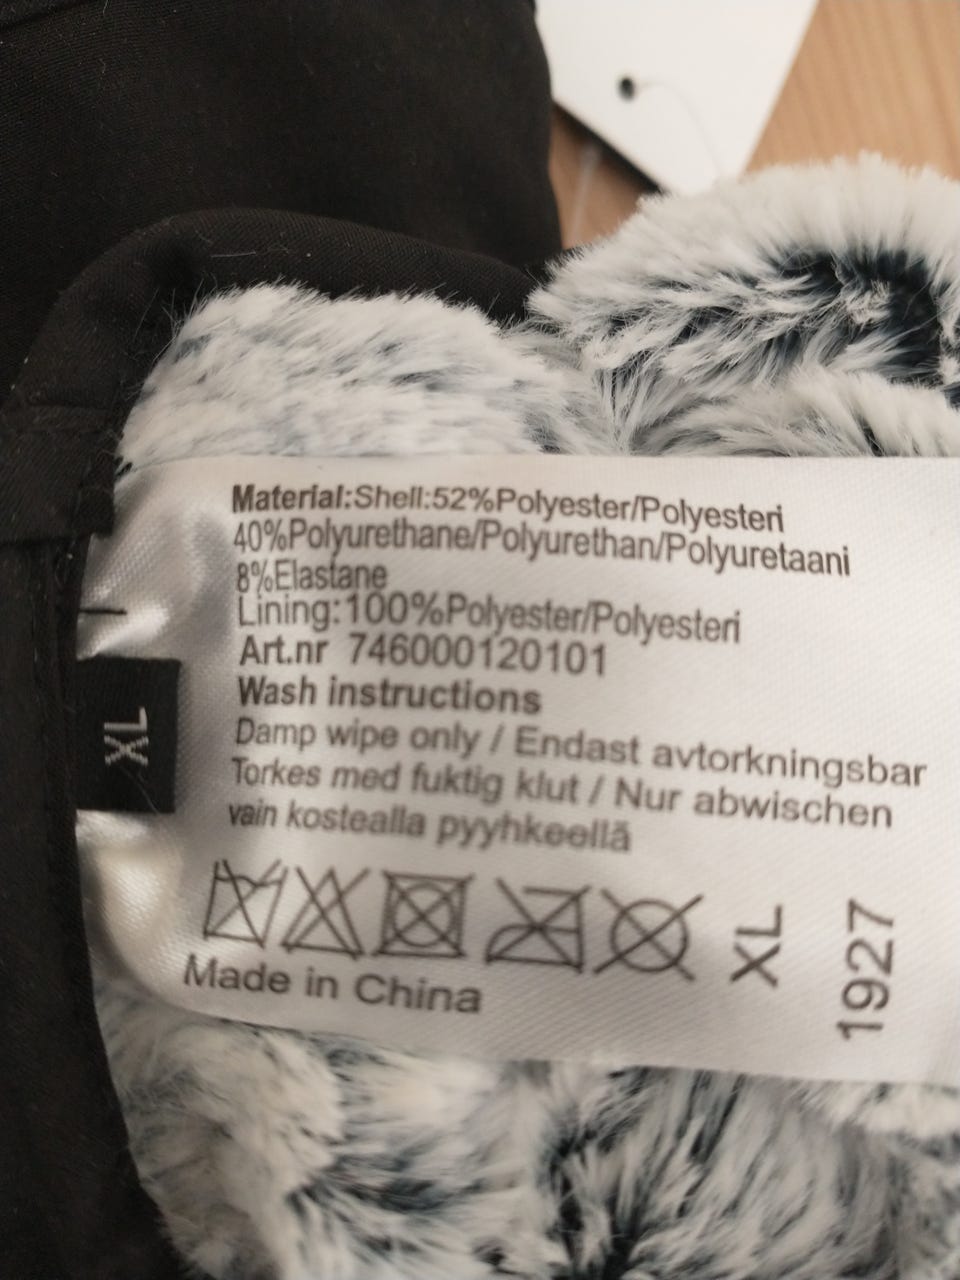 Material:Shell:52%Polyester/Polyesteri
40%Polyurethane/Polyurethan/Polyuretaani
8%Elastane
Lining:100%Polyester/Polyesteri
Art.nr 746000120101
Wash instructions
Damp wipe only / Endast avtorkningsbar
Torkes med fuktig klut / Nur abwischen
vain kostealla pyyhkeellä
Made in China
XL
1927
XL